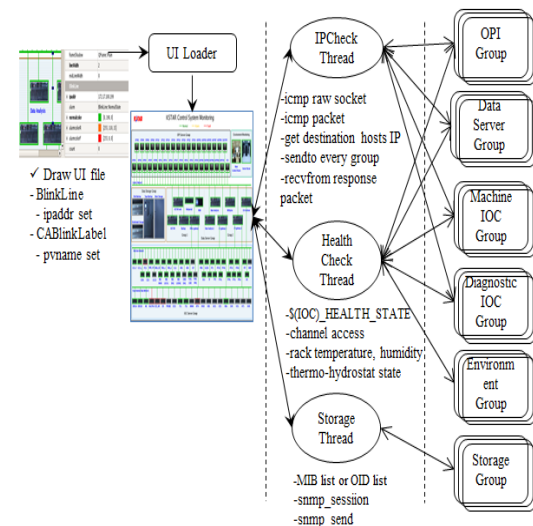 UI Loader
✓ Draw UI file
- BlinkLine
- ipaddr set
- CABlinkLabel
- pvname set
KSTAR Control System Monitoring
IPCheck
Thread
-icmp raw socket
-icmp packet
-get destination hosts IP
-sendto every group
-recvfrom response
packet
Health
Check
Thread
-$(IOC)_HEALTH_STATE
-channel access
-rack temperature, humidity
-thermo-hydrostat state
Storage
Thread
-MIB list or OID list
-snmp_sessiion
-snmp_send
OPI
Group
Data
Server
Group
Machine
IOC
Group
Diagnostic
IOC
Group
Environm
ent
Group
Storage
Group